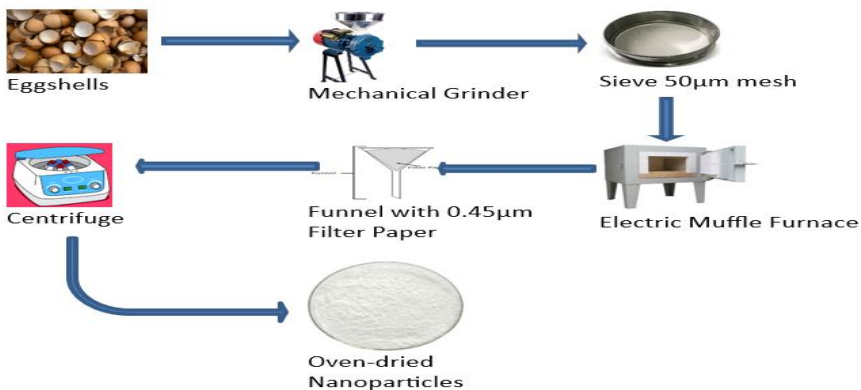 Eggshells
Mechanical Grinder
Sieve 50µm mesh
Centrifuge
Funnel with 0.45µm
Filter Paper
Electric Muffle Furnace
Oven-dried
Nanoparticles